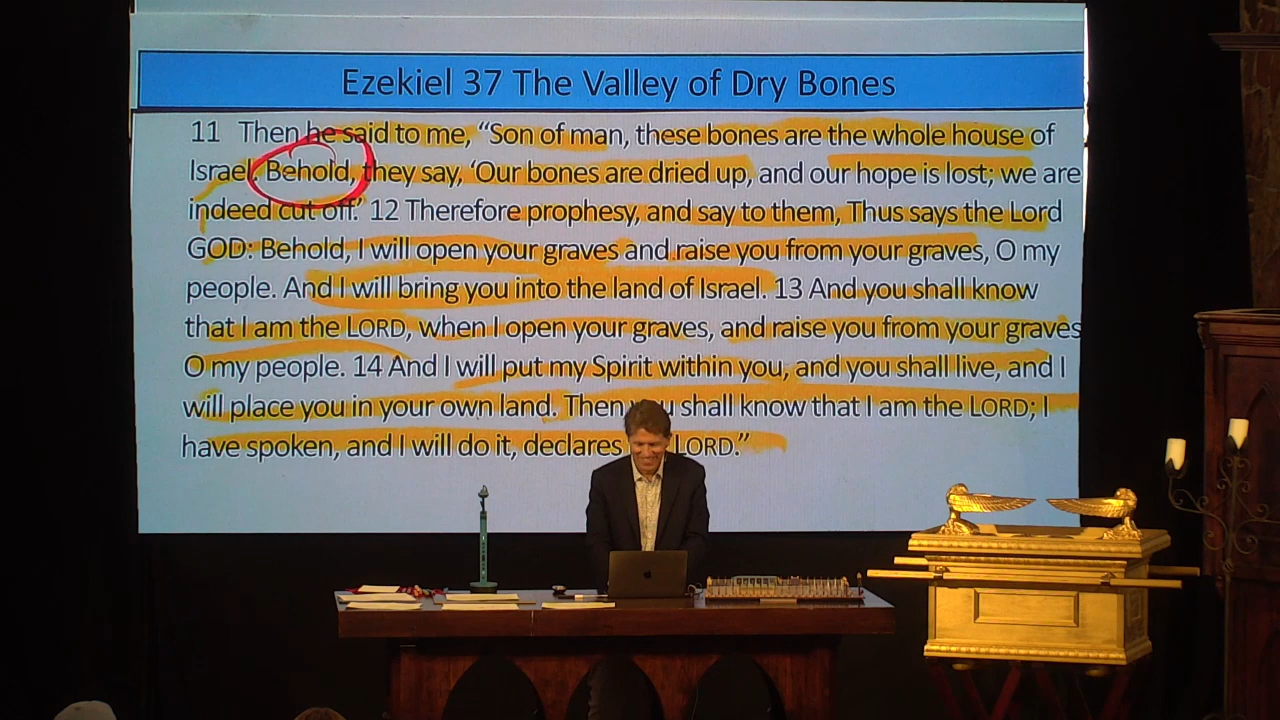 Ezekiel 37 The Valley of Dry Bones
11 Then he said to me, “Son of man, these bones are the whole house of
Israel. Behold, they say, ‘Our bones are dried up, and our hope is lost; we are
indeed cut off.’ 12 Therefore prophesy, and say to them, Thus says the Lord
GOD: Behold, I will open your graves and raise you from your graves, O my
people. And I will bring you into the land of Israel. 13 And you shall know
that I am the LORD, when I open your graves, and raise you from your graves
O my people. 14 And I will put my Spirit within you, and you shall live, and I
will place you in your own land. Then shall know that I am the LORD; I
have spoken, and I will do it, declares LORD.”